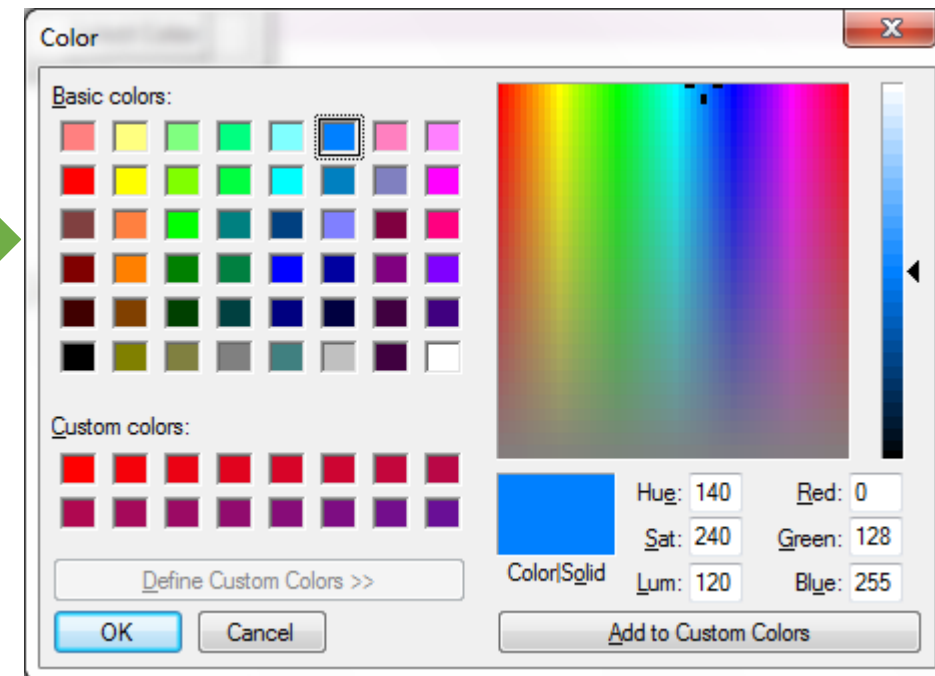 Color
Basic colors:
Custom colors:
Define Custom Colors >>
OK Cancel
Color|Solid
Hue: 140 Red: 0
Sat: 240 Green: 128
Lum: 120 Blue: 255
Add to Custom Colors